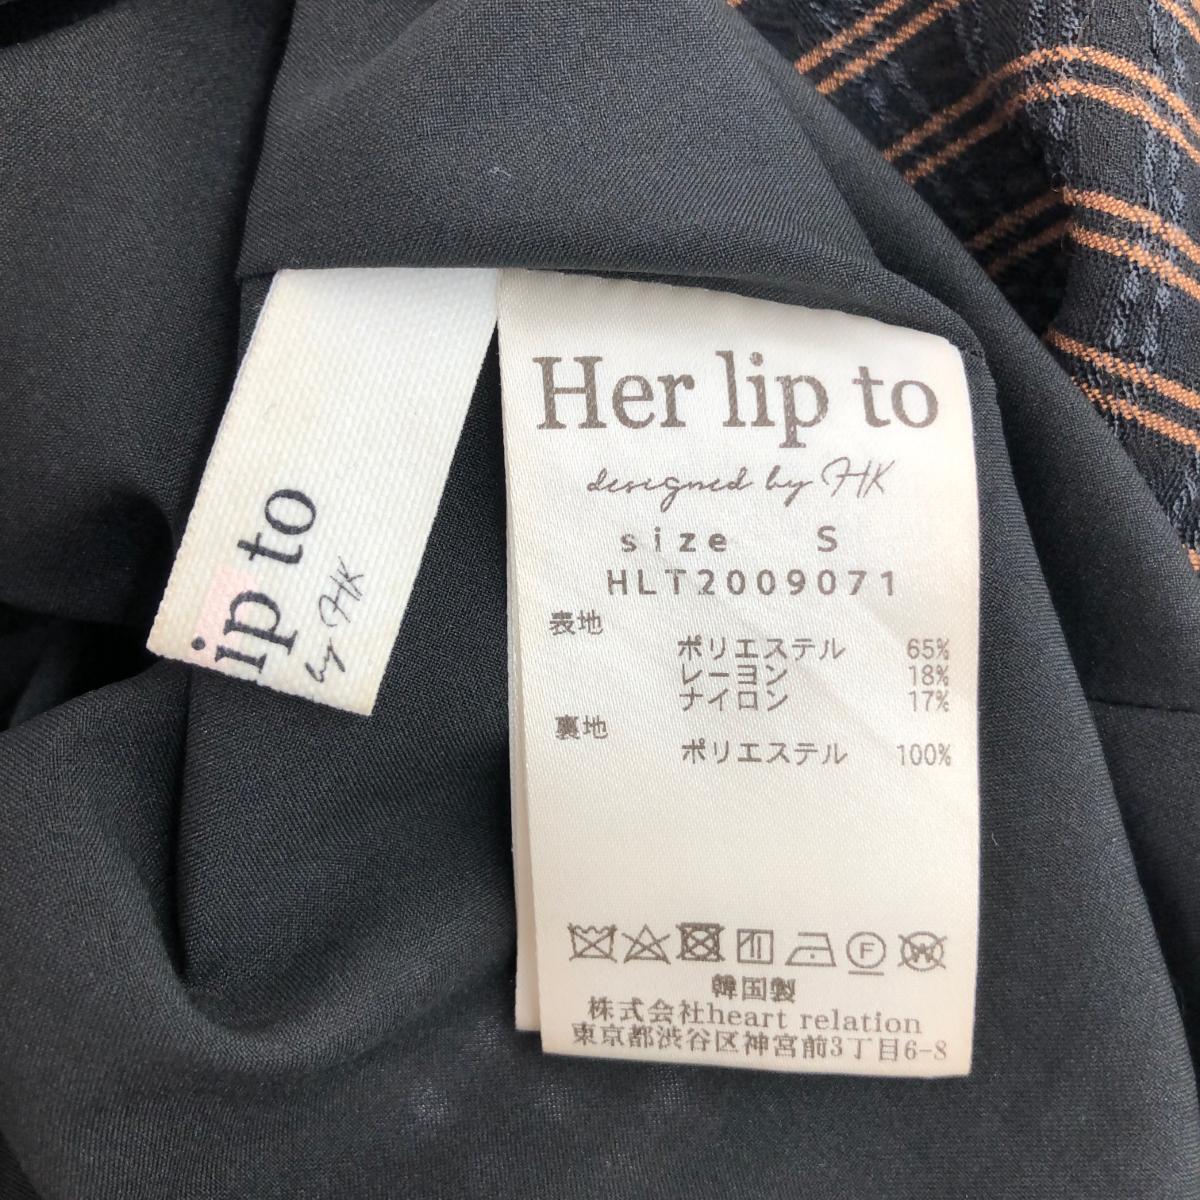 ip to
by HK
Her lip to
designed by HK
size S
HLT2009071
表地
ポリエステル 65%
レーヨン 18%
ナイロン 17%
裏地
ポリエステル 100%
F
W
韓国製
株式会社heart relation
東京都渋谷区神宮前3丁目6-8